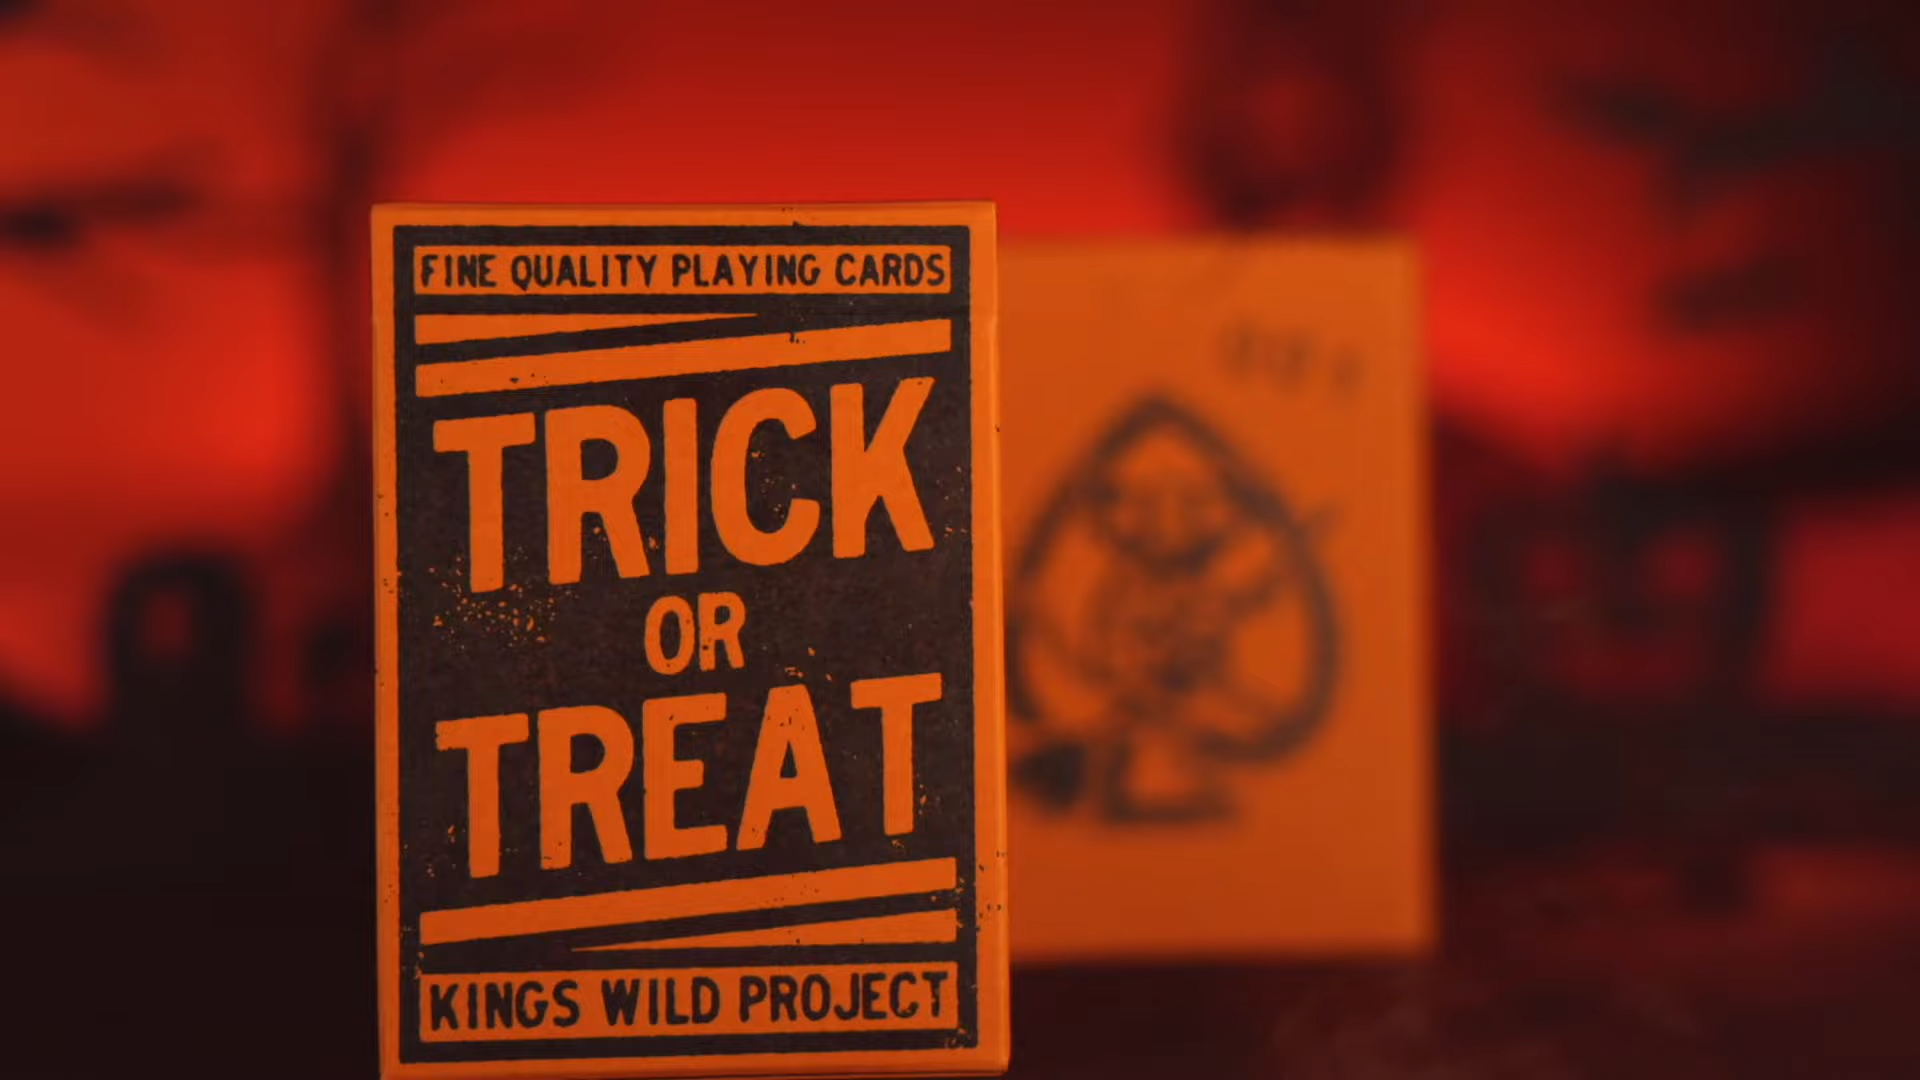 FINE QUALITY PLAYING CARDS
TRICK
OR
TREAT
KINGS WILD PROJECT